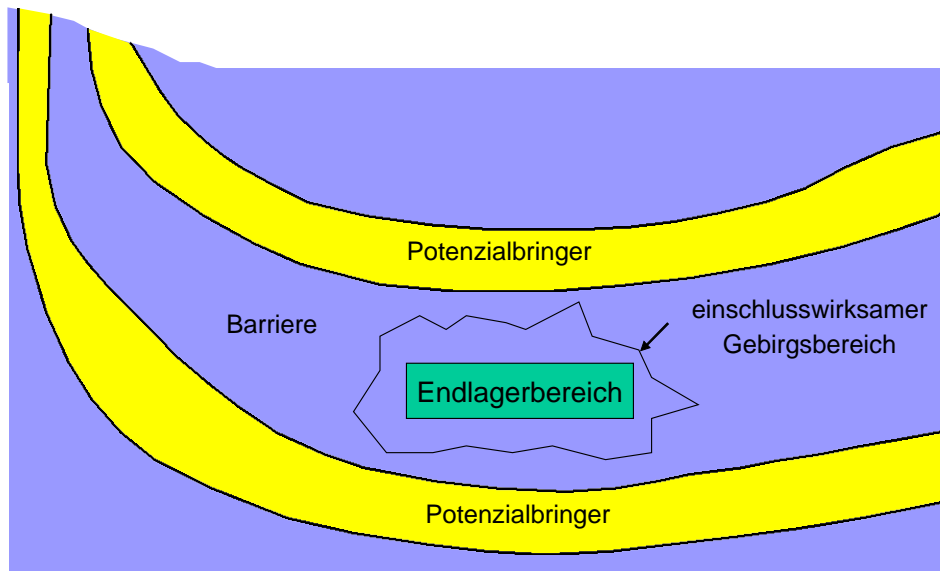 Potenzialbringer
Barriere
einschlusswirksamer
Gebirgsbereich
Endlagerbereich
Potenzialbringer